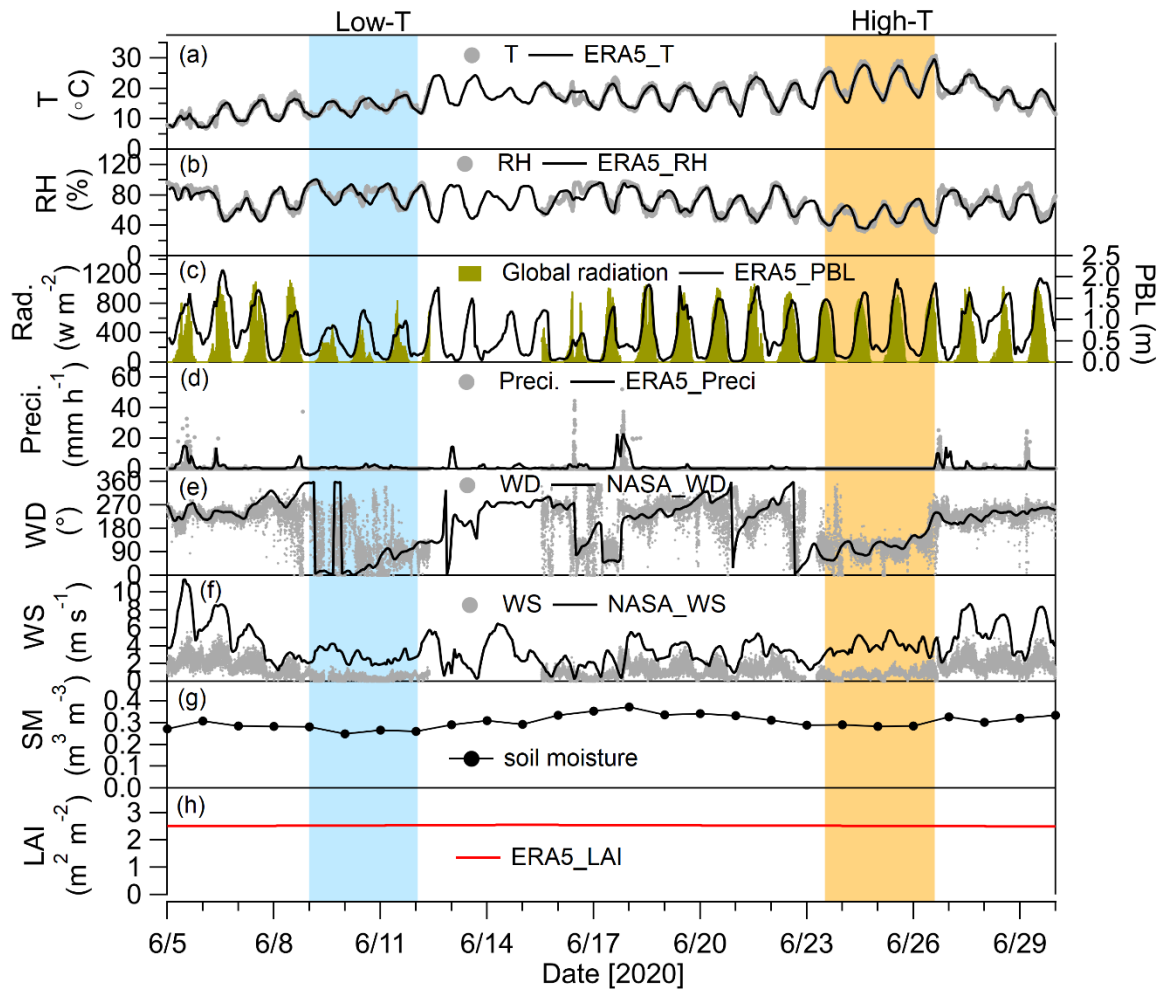 Low-T High-T
(a) T ERA5_T
T (°C)
30
20
10
0
(b) RH ERA5_RH
RH (%)
120
80
40
0
(c) Global radiation ERA5_PBL
Rad. (w m-2)
1200
800
400
0
2.5
2.0
1.5
1.0
0.5
0.0
PBL (m)
(d) Preci. ERA5_Preci
Preci. (mm h-1)
60
40
20
0
(e) WD NASA_WD
WD (°)
360
270
180
90
0
(f) WS NASA_WS
WS (m s-1)
10
8
6
4
2
0
(g)
soil moisture
SM (m3 m-3)
0.4
0.3
0.2
0.1
0.0
(h)
ERA5_LAI
LAI (m2 m-2)
3
2
1
0
6/5 6/8 6/11 6/14 6/17 6/20 6/23 6/26 6/29
Date [2020]